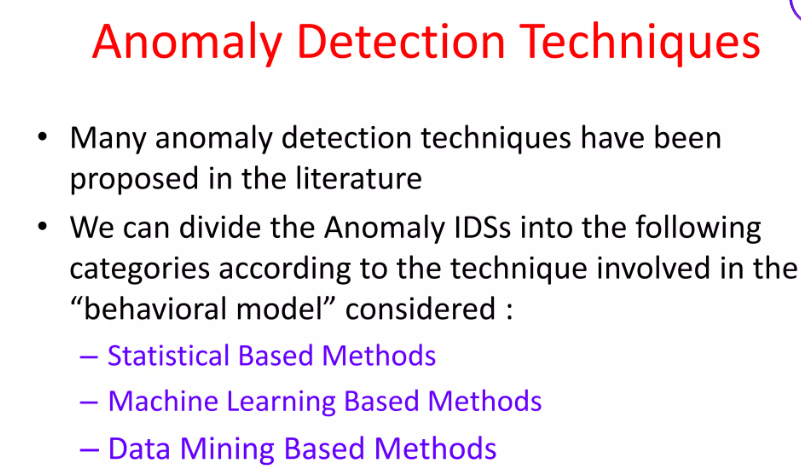 Anomaly Detection Techniques
• Many anomaly detection techniques have been
proposed in the literature
• We can divide the Anomaly IDSs into the following
categories according to the technique involved in the
“behavioral model” considered :
– Statistical Based Methods
– Machine Learning Based Methods
– Data Mining Based Methods